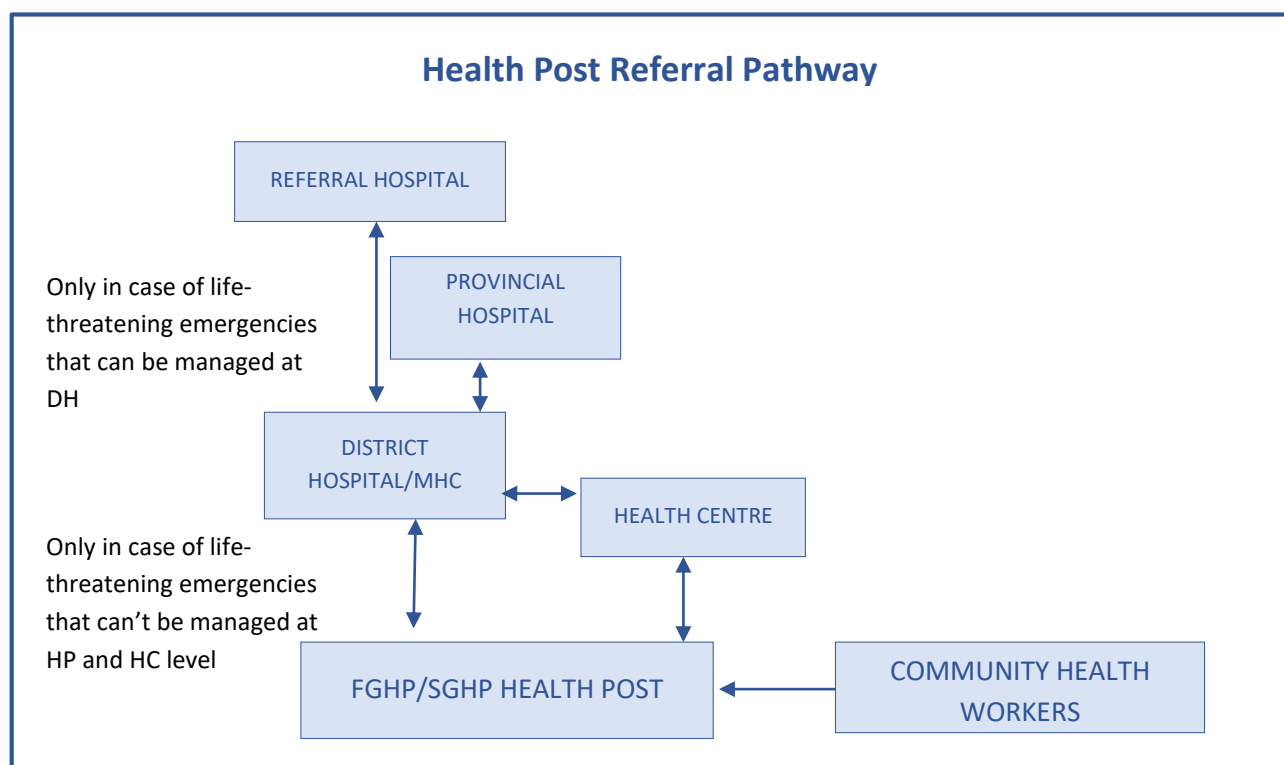 Health Post Referral Pathway
REFERRAL HOSPITAL
PROVINCIAL
HOSPITAL
Only in case of life-
threatening emergencies
that can be managed at
DH
DISTRICT
HOSPITAL/MHC
HEALTH CENTRE
Only in case of life-
threatening emergencies
that can’t be managed at
HP and HC level
FGHP/SGHP HEALTH POST
COMMUNITY HEALTH
WORKERS